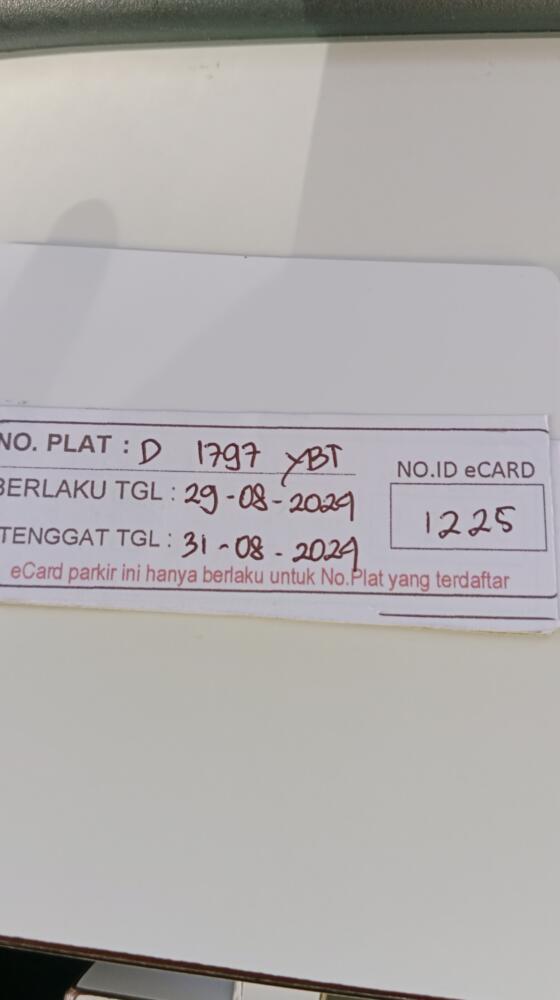 NO. PLAT : D 1797 YBT
BERLAKU TGL : 29-08-2024
TENGGAT TGL : 31-08-2024
NO.ID eCARD
1225
eCard parkir ini hanya berlaku untuk No.Plat yang terdaftar